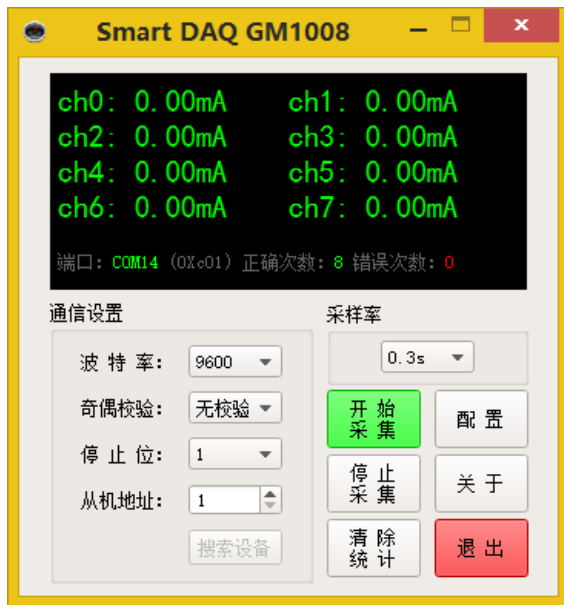 Smart DAQ GM1008
ch0: 0.00mA ch1: 0.00mA
ch2: 0.00mA ch3: 0.00mA
ch4: 0.00mA ch5: 0.00mA
ch6: 0.00mA ch7: 0.00mA
端口: COM14 (0Xc01) 正确次数: 8 错误次数: 0
通信设置
波 特 率: 9600
奇偶校验: 无校验
停 止 位: 1
从机地址: 1
搜索设备
采样率
0.3s
开 始
采 集
配 置
停 止
采 集
关 于
清 除
统 计
退 出